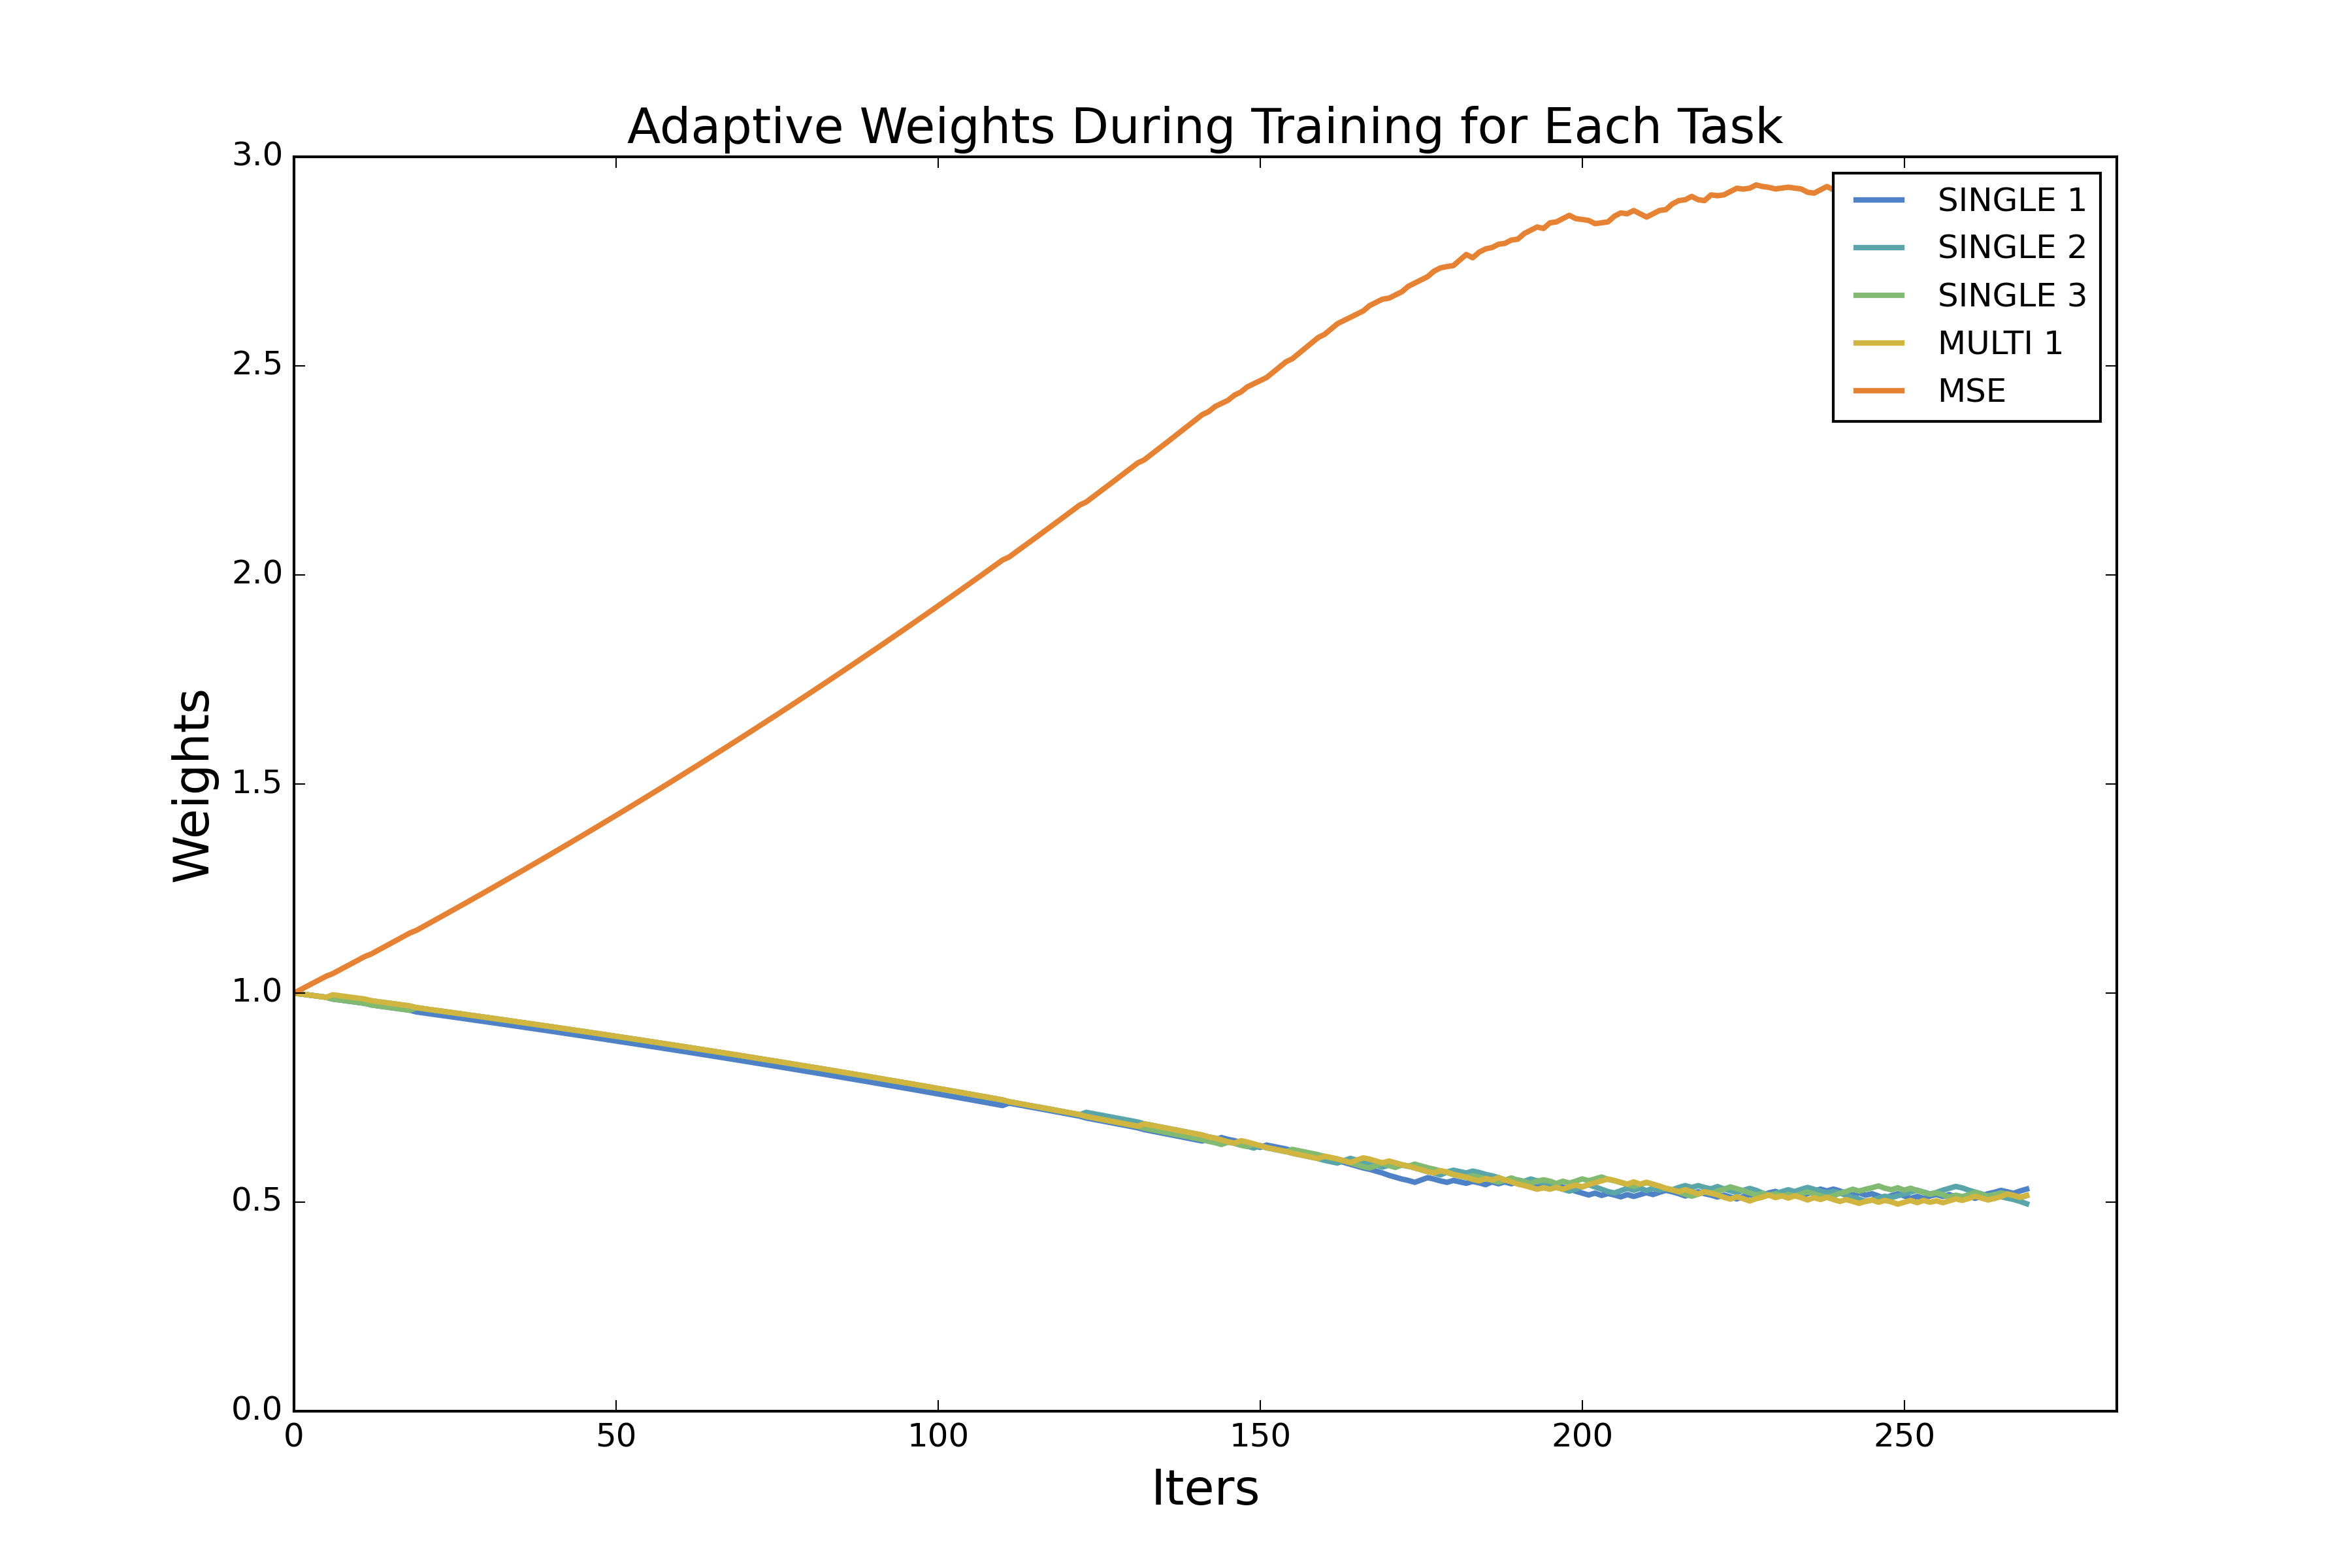 Adaptive Weights During Training for Each Task
3.0
2.5
2.0
1.5
1.0
0.5
0.0
Weights
0 50 100 150 200 250
Iters
SINGLE 1
SINGLE 2
SINGLE 3
MULTI 1
MSE